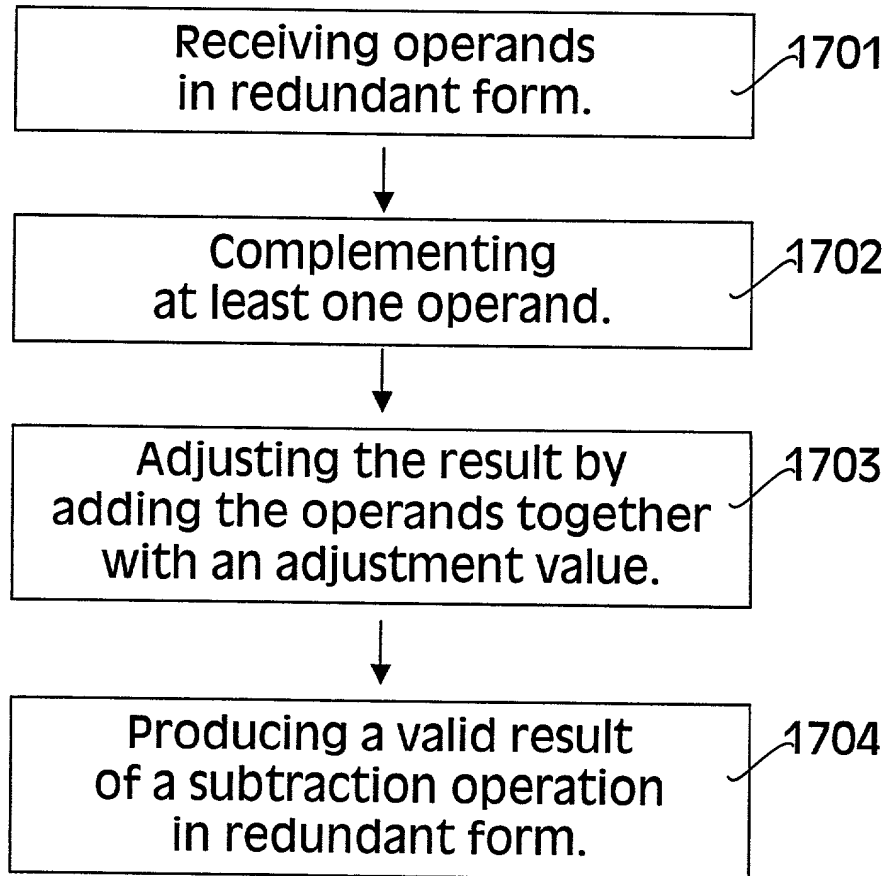 Receiving operands
in redundant form.
1701
Complementing
at least one operand.
1702
Adjusting the result by
adding the operands together
with an adjustment value.
1703
Producing a valid result
of a subtraction operation
in redundant form.
1704